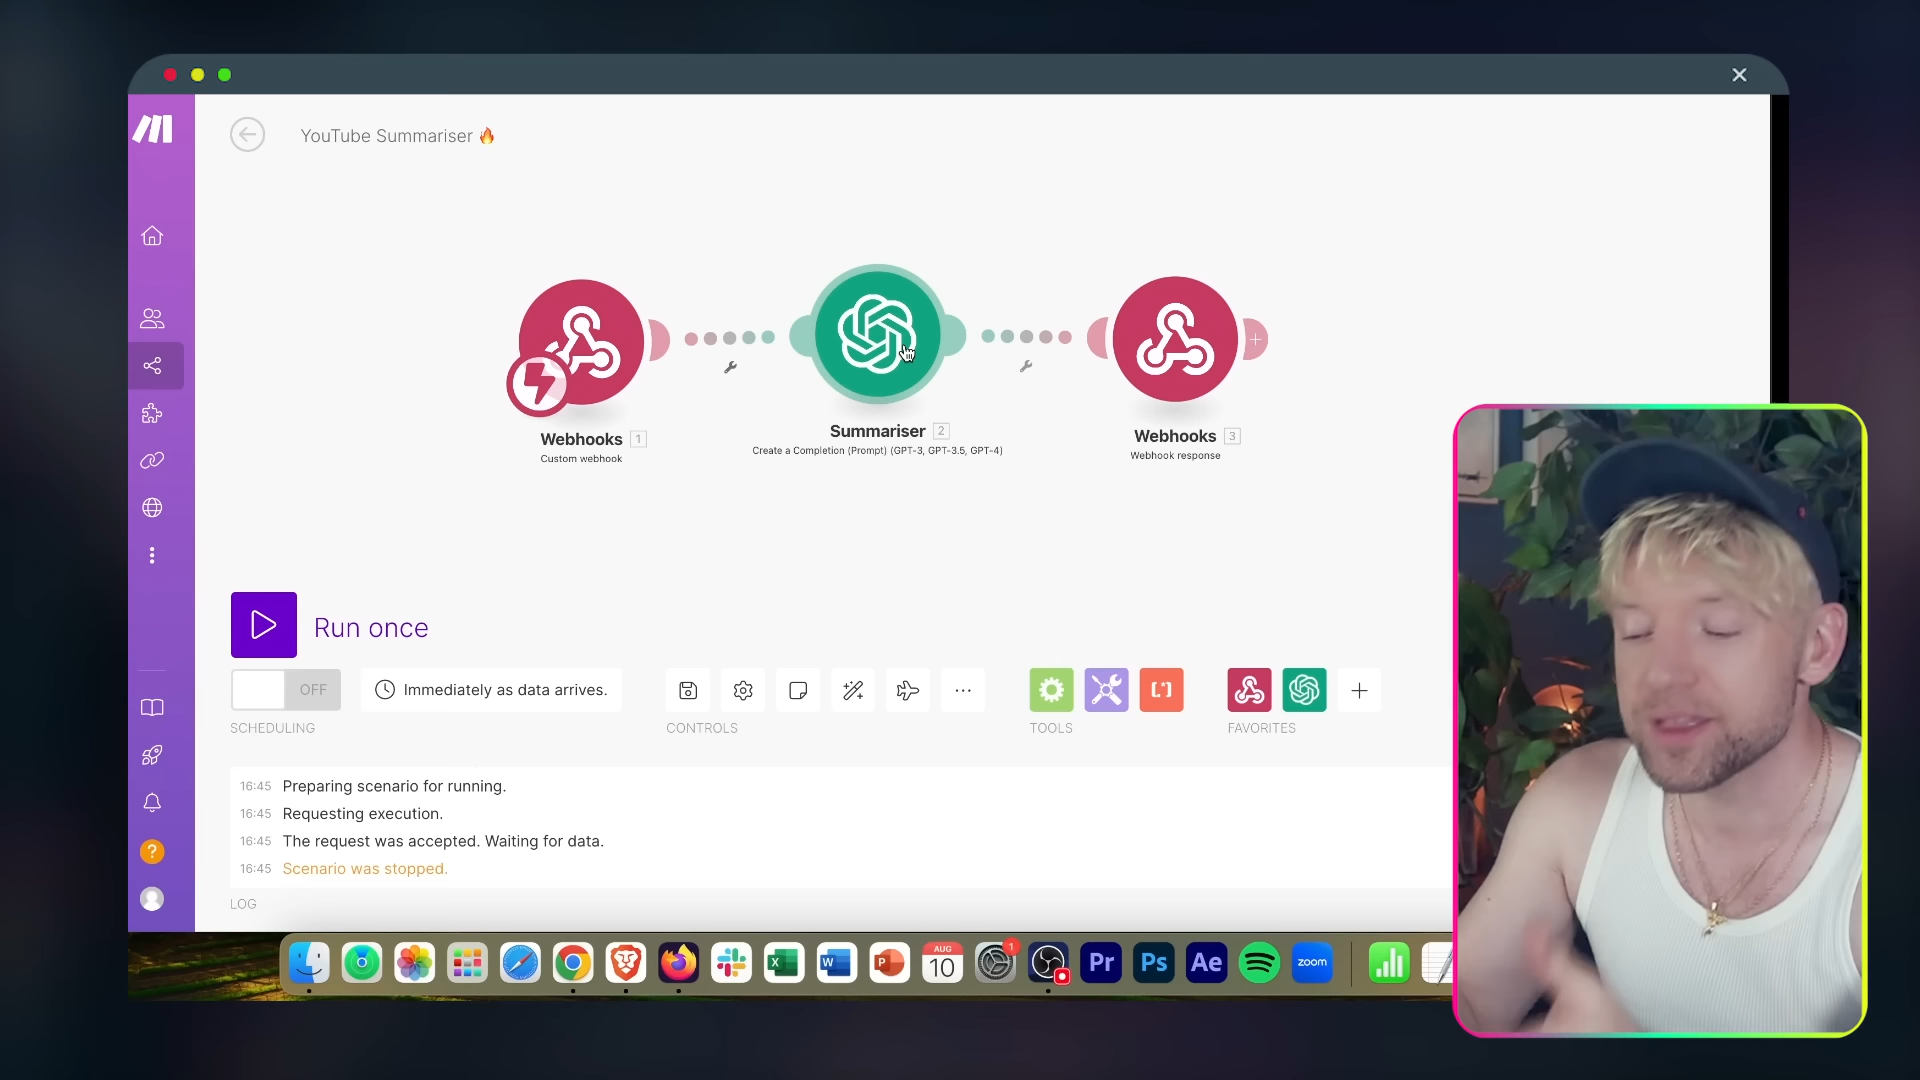 YouTube Summariser 🔥
Webhooks 1
Custom webhook
Summariser 2
Create a Completion (Prompt) (GPT-3, GPT-3.5, GPT-4)
Webhooks 3
Webhook response
Run once
OFF
Immediately as data arrives.
SCHEDULING
CONTROLS
TOOLS
FAVORITES
16:45 Preparing scenario for running.
16:45 Requesting execution.
16:45 The request was accepted. Waiting for data.
16:45 Scenario was stopped.
LOG
?
X
W
P
AUG
10
1
Pr
Ps
Ae
zoom